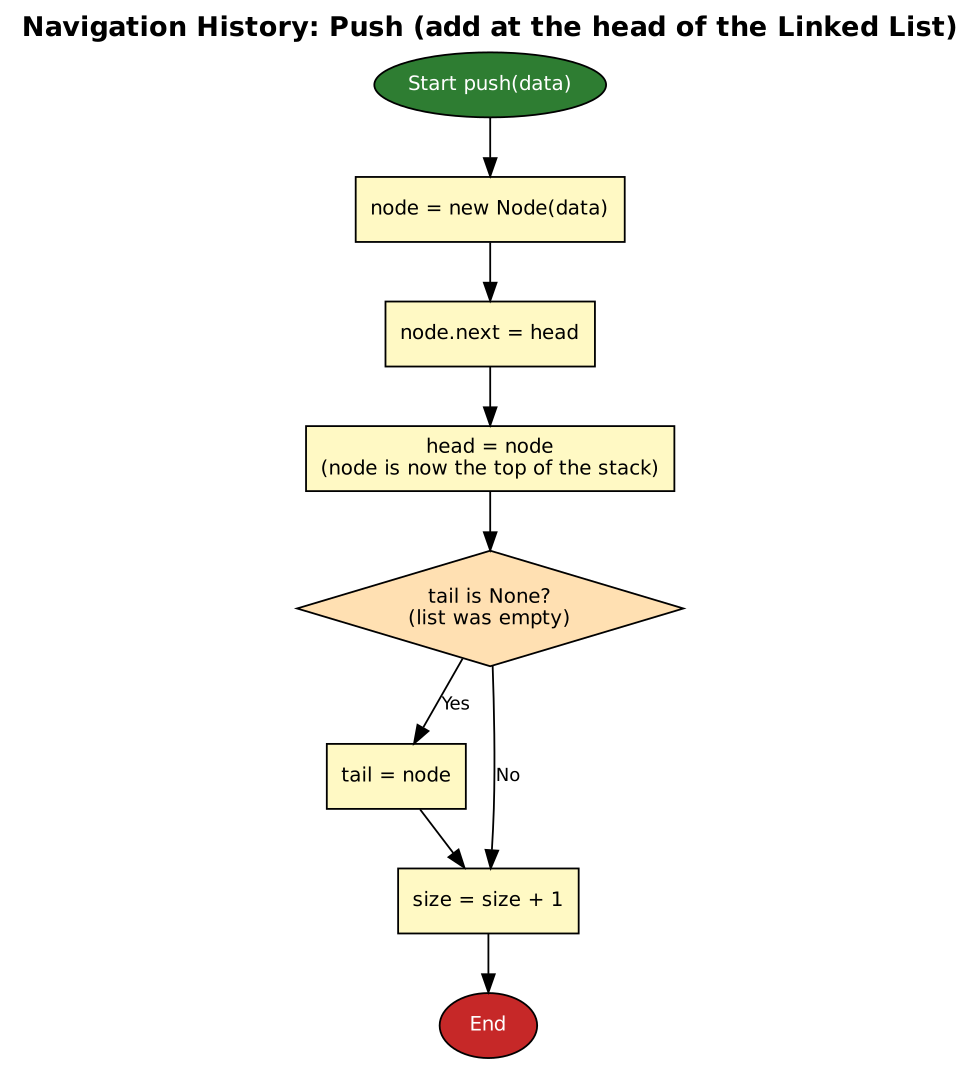 Navigation History: Push (add at the head of the Linked List)
Start push(data)
node = new Node(data)
node.next = head
head = node
(node is now the top of the stack)
tail is None?
(list was empty)
Yes
tail = node
No
size = size + 1
End